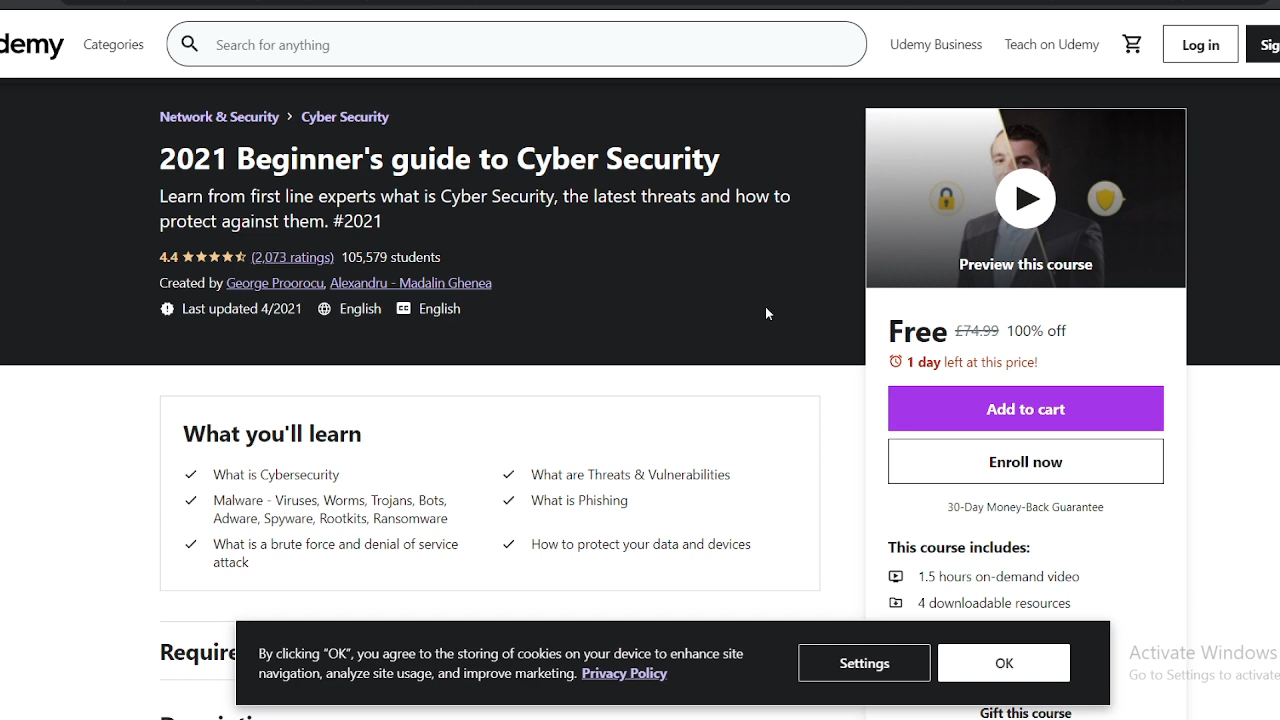 demy Categories Search for anything Udemy Business Teach on Udemy Log in Sig
Network & Security > Cyber Security
2021 Beginner's guide to Cyber Security
Learn from first line experts what is Cyber Security, the latest threats and how to
protect against them. #2021
4.4 (2,073 ratings) 105,579 students
Created by George Proorocu, Alexandru - Madalin Ghenea
Last updated 4/2021 English CC English
Preview this course
Free £74.99 100% off
1 day left at this price!
Add to cart
Enroll now
30-Day Money-Back Guarantee
This course includes:
1.5 hours on-demand video
4 downloadable resources
Gift this course
What you'll learn
What is Cybersecurity
Malware - Viruses, Worms, Trojans, Bots,
Adware, Spyware, Rootkits, Ransomware
What is a brute force and denial of service
attack
What are Threats & Vulnerabilities
What is Phishing
How to protect your data and devices
Require
By clicking “OK”, you agree to the storing of cookies on your device to enhance site
navigation, analyze site usage, and improve marketing. Privacy Policy
Settings
OK
Activate Windows
Go to Settings to activate